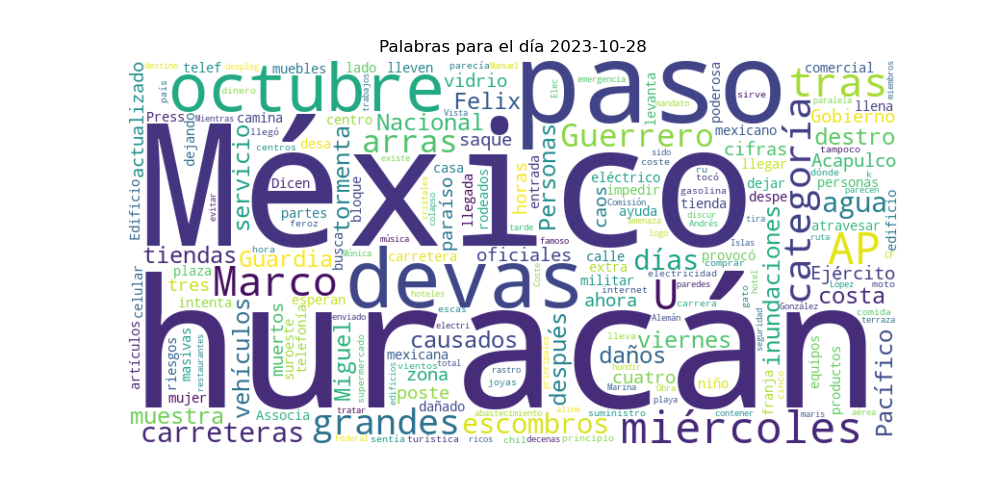 Palabras para el día 2023-10-28
actualizado
telef
muebles
lado
lleven
parecía
Manuel
destino
despleg
país
dinero
octubre
vidrio
paso
levanta
poderosa
sirve
emergencia
mandato
tras
comercial
paralela
miembros
Press
camina
Mientras
llegó
dejando
centro
trabajos
Nacional
Felix
Vista
Elec
Guerrero
mexicano
llena
Gobierno
arras
saque
Personas
cifras
destro
Edificio
servicio
centros
desa
existe
México
casa
horas
entrada
caos
eléctrico
sido
coste
llegar
categoría
Acapulco
tampoco
tormenta
Dicen
paraíso
llegada
rodeados
impedir
ru
tocó
gasolina
dejar
personas
dónde
k
parecen
partes
bloque
cristales
colapso
ayuda
Comisión
tienda
despe
agua
edificio
evitar
feroz
música
tarde
amenaza
discur
Andrés
tira
atravesar
hora
busca
Mónica
carretera
oficiales
famoso
calle
logo
provocó
Islas
ruta
AP
tiendas
Guardia
devas
Coste
extra
días
electricidad
comprar
inundaciones
plaza
tres
esperan
hoteles
militar
internet
paredes
gato
hotel
Ejército
celular
intenta
Marco
escas
ahora
U
carrera
López
moto
costa
artículos
vehículos
enviado
electri
Alemán
González
comida
terraza
huracán
riesgos
masivas
restaurantes
muertos
suroeste
telefonías
Miguel
supermercado
causados
después
principales
lleva
viernes
seguridad
Pacífico
mexicana
vientos
total
hundir
daños
mujer
edificios
zona
rastro
joyas
cuatro
Marina
Obra
niño
franja
cinco
equipos
productos
muestra
Associa
tratar
dañado
poste
abastecimiento
aline
suministro
playa
contener
maris
aérea
carreteras
Federal
grandes
sentía
turística
ricos
escombros
chil
decenas
principio
miércoles